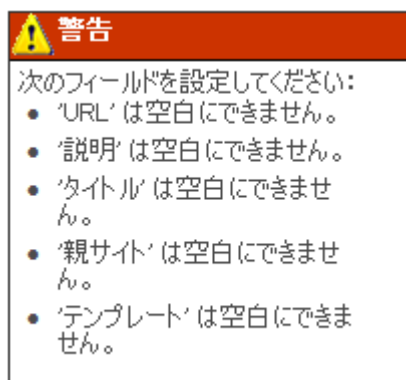 警告
次のフィールドを設定してください:
• 'URL' は空白にできません。
• '説明' は空白にできません。
• 'タイトル' は空白にできませ
ん。
• '親サイト' は空白にできませ
ん。
• 'テンプレート' は空白にできま
せん。